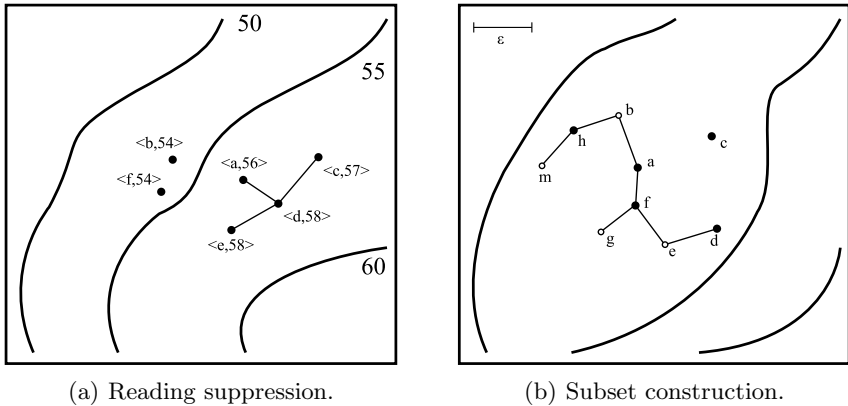 50
55
<b,54>
<a,56>
<c,57>
<f,54>
<d,58>
<e,58>
60
(a) Reading suppression.
ε
b
h
c
m
a
f
g
e
d
(b) Subset construction.